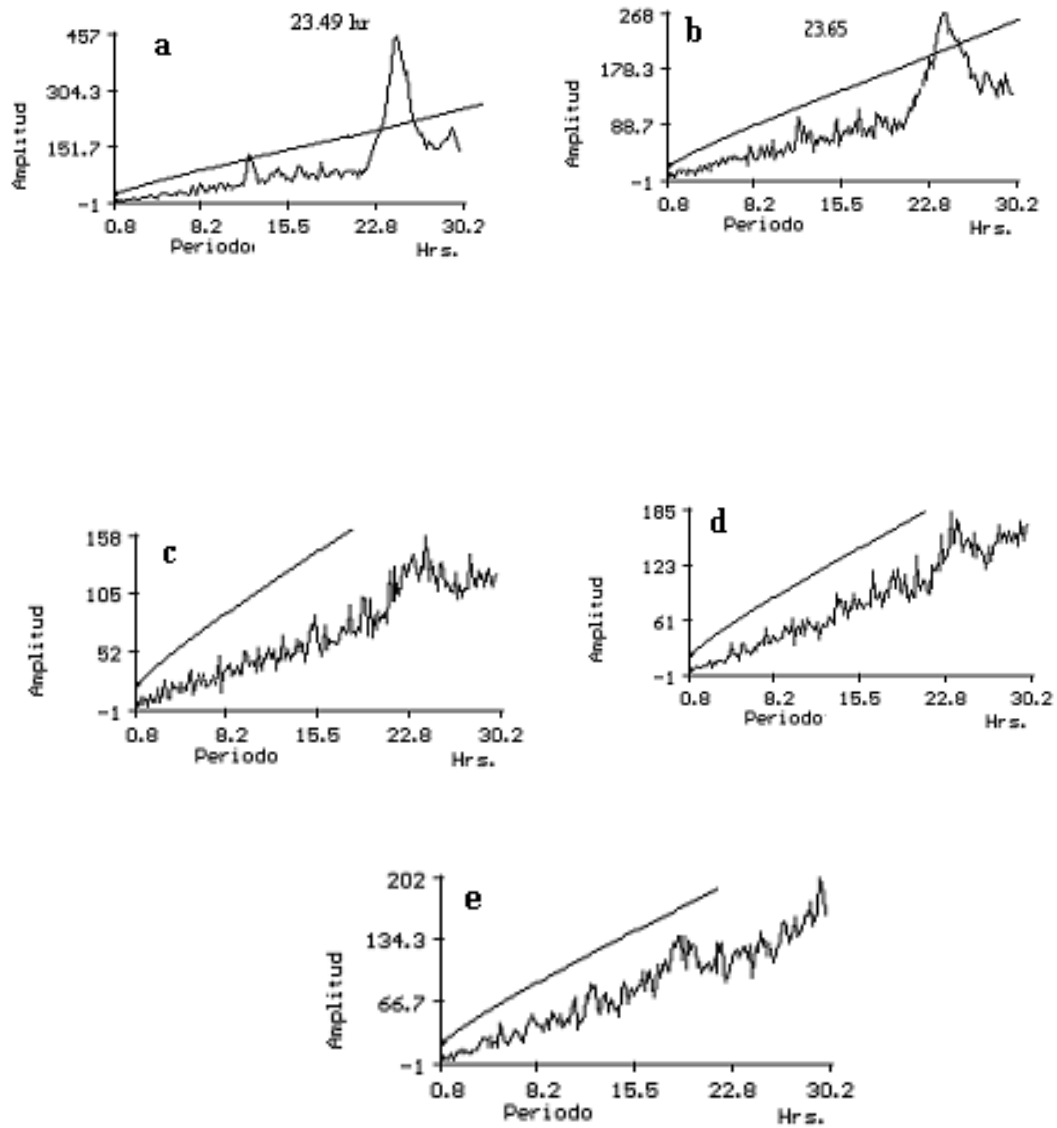 a
23.49 hr
457
304.3
151.7
-1
Amplitud
0.8 8.2 15.5 22.8 30.2
Periodo Hrs.
b
23.65
268
178.3
88.7
-1
Amplitud
0.8 8.2 15.5 22.8 30.2
Periodo Hrs.
c
158
105
52
-1
Amplitud
0.8 8.2 15.5 22.8 30.2
Periodo Hrs.
d
185
123
61
-1
Amplitud
0.8 8.2 15.5 22.8 30.2
Periodo Hrs.
e
202
134.3
66.7
-1
Amplitud
0.8 8.2 15.5 22.8 30.2
Periodo Hrs.